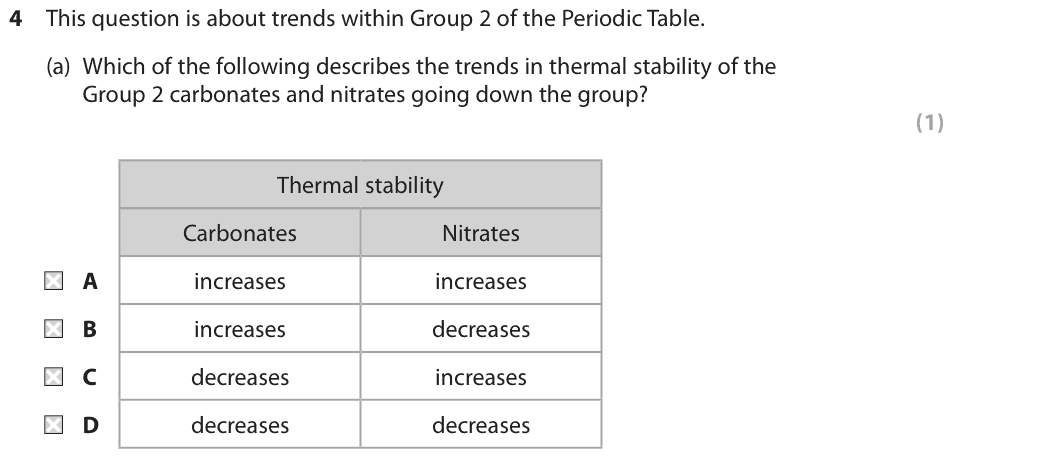 4 This question is about trends within Group 2 of the Periodic Table.
(a) Which of the following describes the trends in thermal stability of the
Group 2 carbonates and nitrates going down the group?
(1)
Thermal stability
Carbonates Nitrates
A increases increases
B increases decreases
C decreases increases
D decreases decreases